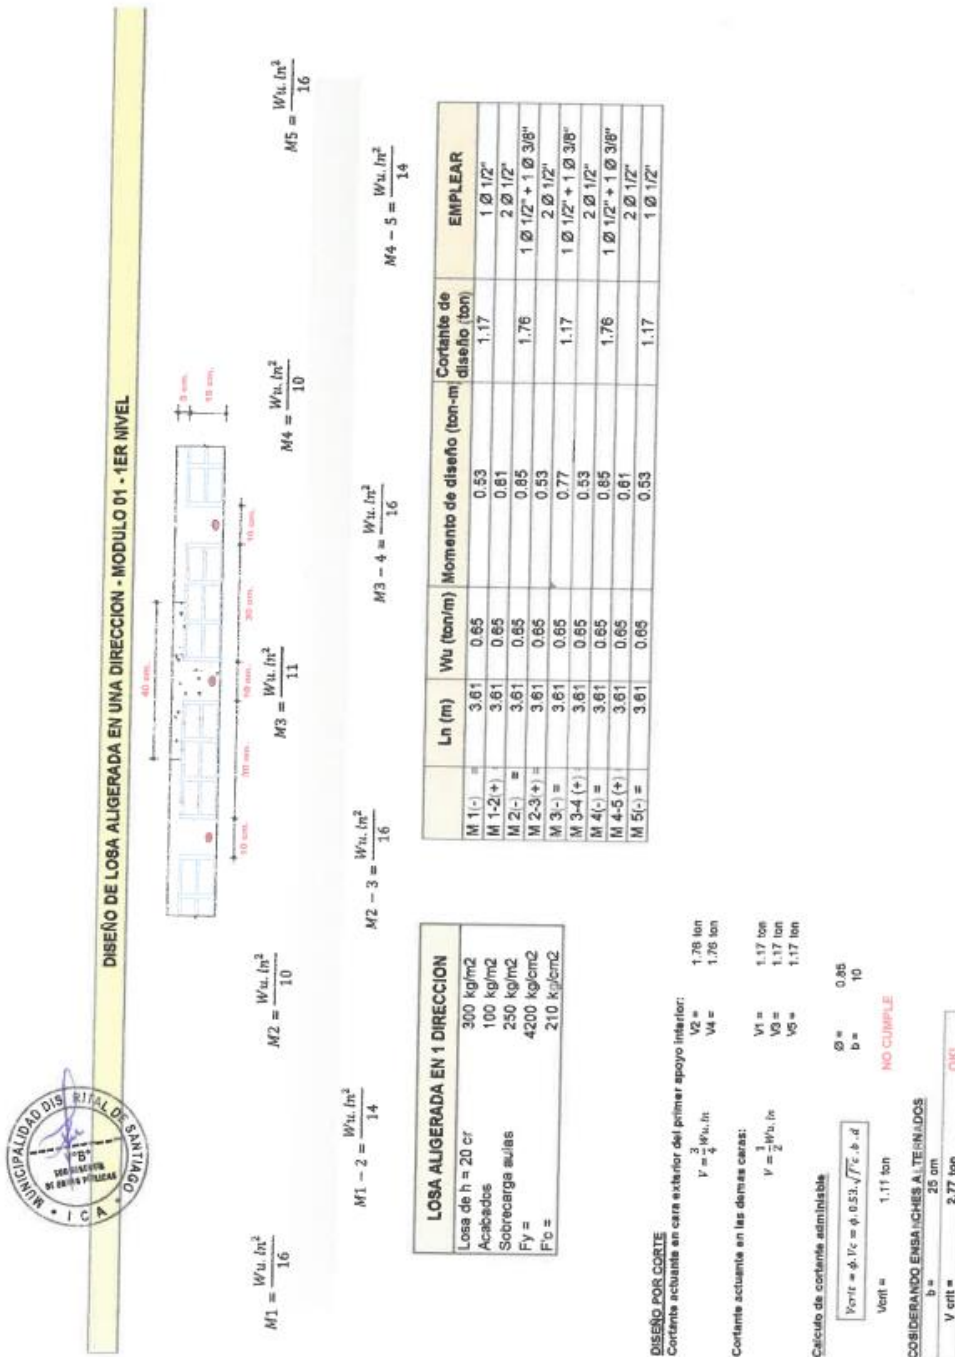 MUNICIPALIDAD DISTRITAL DE SANTIAGO
ICA
DISEÑO DE LOSA ALIGERADA EN UNA DIRECCION - MODULO 01 - 1ER NIVEL
40 cm.
5 cm.
15 cm.
10 cm. 30 cm. 10 cm. 30 cm. 10 cm.
M1 = Wu.ln²/16
M2 = Wu.ln²/10
M3 = Wu.ln²/11
M4 = Wu.ln²/10
M5 = Wu.ln²/16
M1 − 2 = Wu.ln²/14
M2 − 3 = Wu.ln²/16
M3 − 4 = Wu.ln²/16
M4 − 5 = Wu.ln²/14
LOSA ALIGERADA EN 1 DIRECCION
Losa de h = 20 cr 300 kg/m2
Acabados 100 kg/m2
Sobrecarga aulas 250 kg/m2
Fy = 4200 kg/cm2
F'c = 210 kg/cm2
Ln (m) Wu (ton/m) Momento de diseño (ton-m Cortante de diseño (ton) EMPLEAR
M 1(-) = 3.61 0.65 0.53 1.17 1 Ø 1/2"
M 1-2(+) 3.61 0.65 0.61 2 Ø 1/2"
M 2(-) = 3.61 0.65 0.85 1.76 1 Ø 1/2" + 1 Ø 3/8"
M 2-3(+) = 3.61 0.65 0.53 2 Ø 1/2"
M 3(-) = 3.61 0.65 0.77 1.17 1 Ø 1/2" + 1 Ø 3/8"
M 3-4 (+) 3.61 0.65 0.53 2 Ø 1/2"
M 4(-) = 3.61 0.65 0.85 1.76 1 Ø 1/2" + 1 Ø 3/8"
M 4-5 (+) 3.61 0.65 0.61 2 Ø 1/2"
M 5(-) = 3.61 0.65 0.53 1.17 1 Ø 1/2"
DISEÑO POR CORTE
Cortante actuante en cara exterior del primer apoyo interior:
V = 3/4 Wu.ln
V2 = 1.76 ton
V4 = 1.76 ton
Cortante actuante en las demas caras:
V = 1/2 Wu.ln
V1 = 1.17 ton
V3 = 1.17 ton
V5 = 1.17 ton
Calculo de cortante adminisble
Vcrit = ϕ.Vc = ϕ.0.53.√f'c.b.d
Ø = 0.85
b = 10
Vcrit = 1.11 ton NO CUMPLE
COSIDERANDO ENSANCHES ALTERNADOS
b = 25 cm
V crit = 2.77 ton